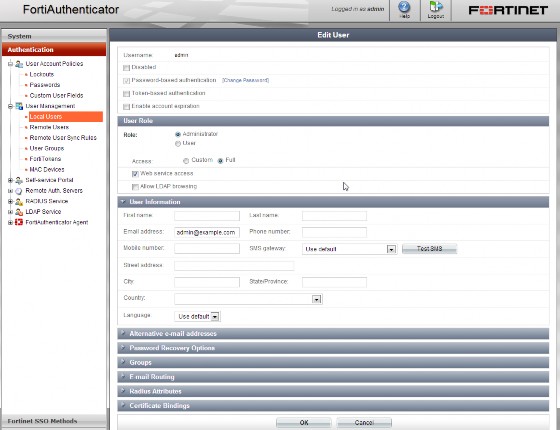 FortiAuthenticator
Logged in as admin
Help
Logout
FORTINET
System
Authentication
User Account Policies
Lockouts
Passwords
Custom User Fields
User Management
Local Users
Remote Users
Remote User Sync Rules
User Groups
FortiTokens
MAC Devices
Self-service Portal
Remote Auth. Servers
RADIUS Service
LDAP Service
FortiAuthenticator Agent
Fortinet SSO Methods
Edit User
Username: admin
Disabled
Password-based authentication [Change Password]
Token-based authentication
Enable account expiration
User Role
Role: Administrator
User
Access: Custom Full
Web service access
Allow LDAP browsing
User Information
First name: Last name:
Email address: admin@example.com Phone number:
Mobile number: SMS gateway: Use default Test SMS
Street address:
City: State/Province:
Country:
Language: Use default
Alternative e-mail addresses
Password Recovery Options
Groups
E-mail Routing
Radius Attributes
Certificate Bindings
OK Cancel